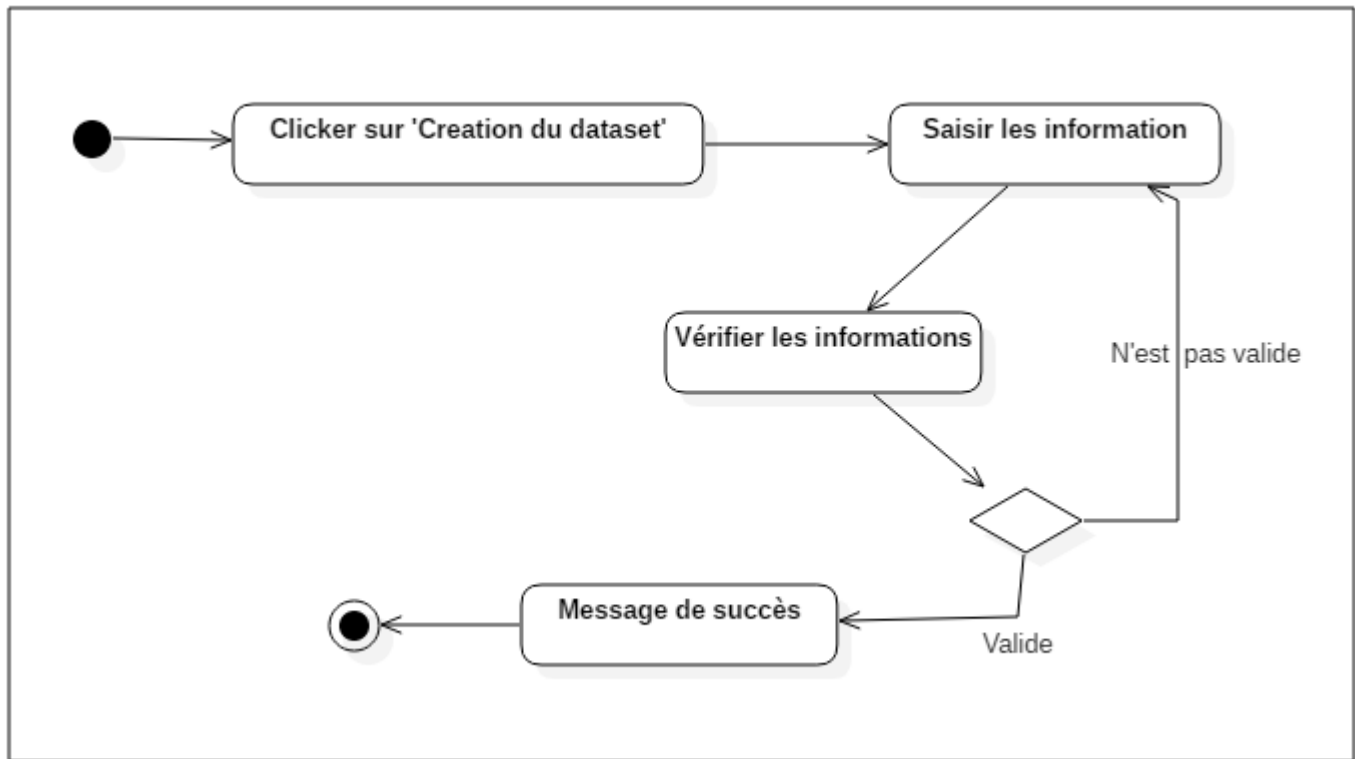 Clicker sur 'Creation du dataset'
Saisir les information
Vérifier les informations
N'est pas valide
Message de succès
Valide